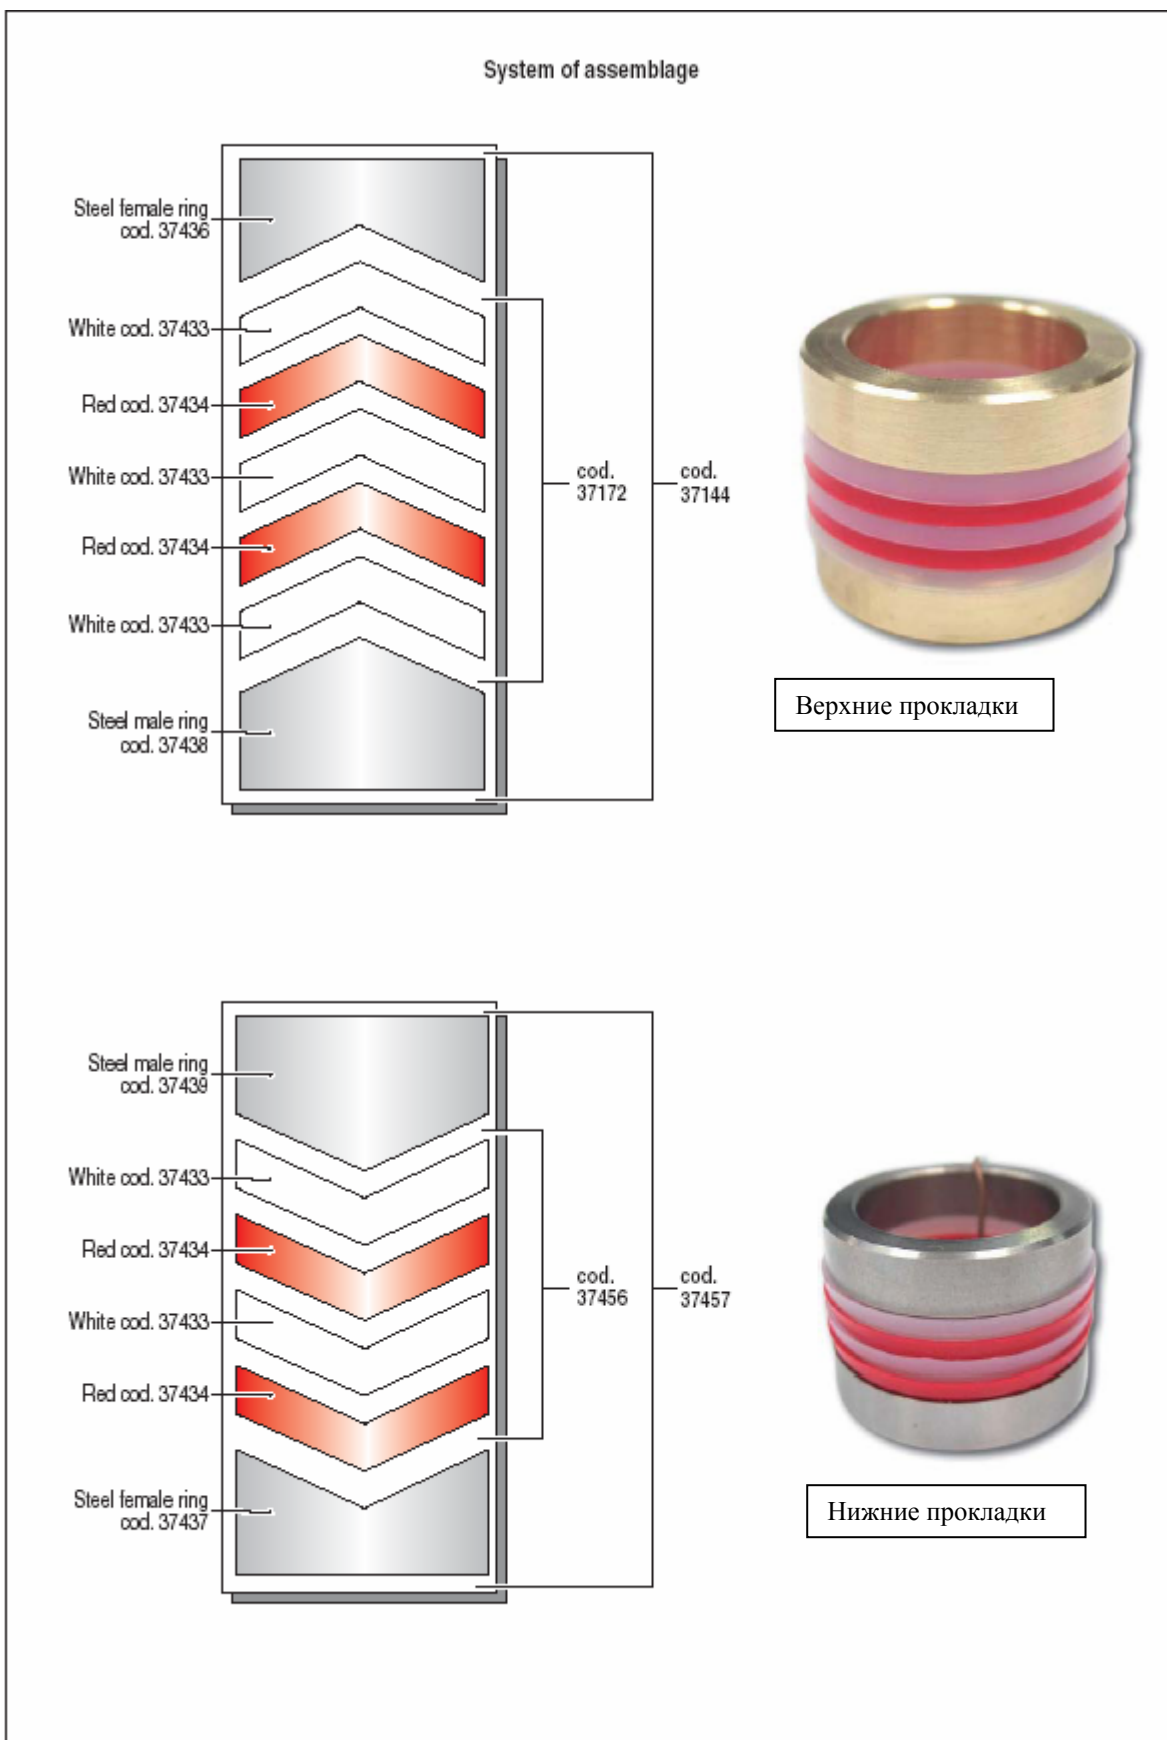 System of assemblage
Steel female ring
cod. 37436
White cod. 37433
Red cod. 37434
White cod. 37433
Red cod. 37434
White cod. 37433
Steel male ring
cod. 37438
cod.
37172
cod.
37144
Верхние прокладки
Steel male ring
cod. 37439
White cod. 37433
Red cod. 37434
White cod. 37433
Red cod. 37434
Steel female ring
cod. 37437
cod.
37456
cod.
37457
Нижние прокладки